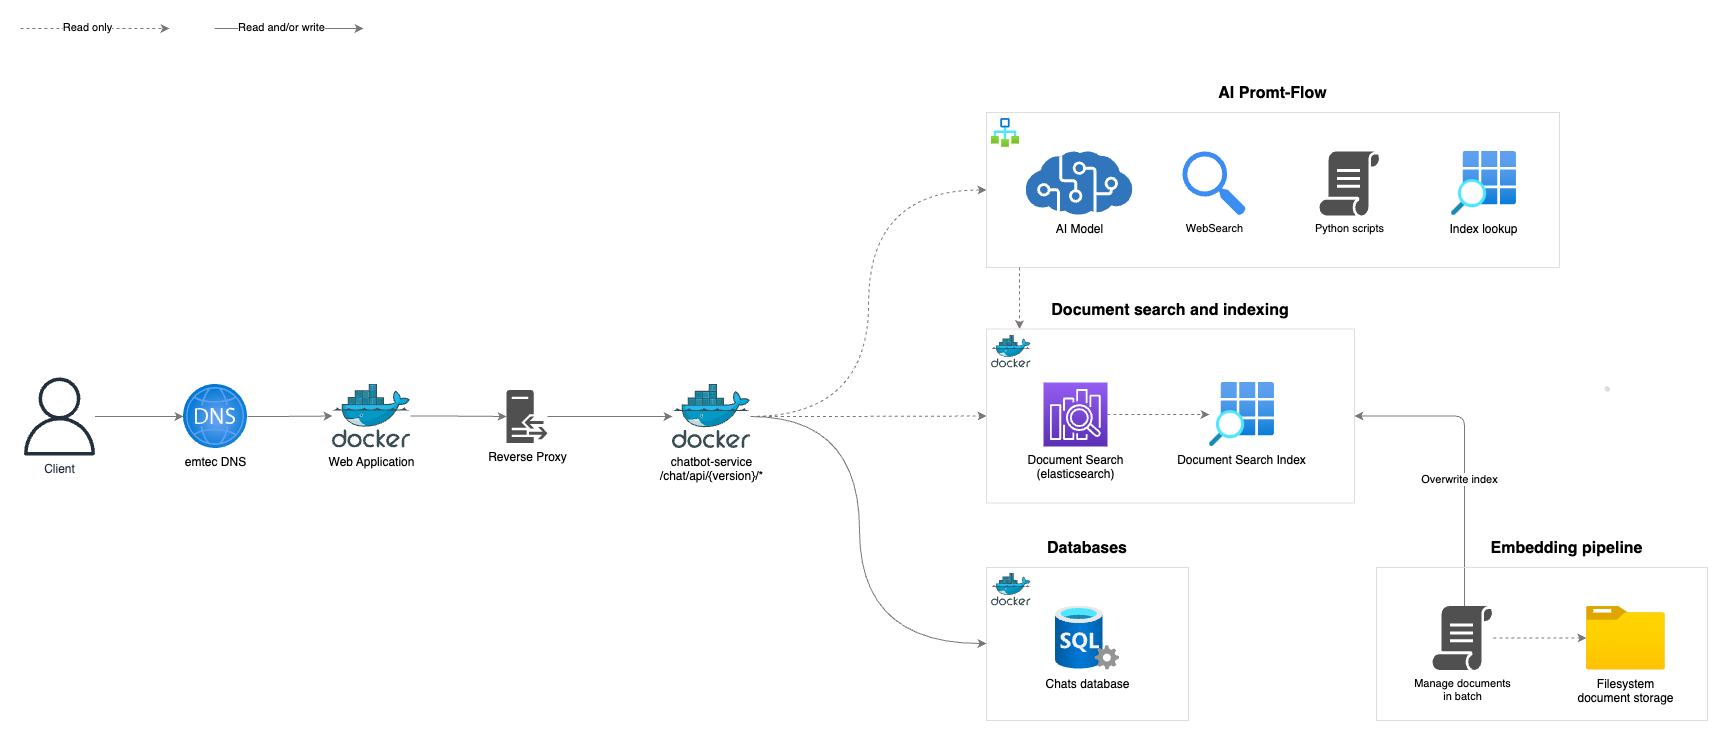 Read only
Read and/or write
AI Promt-Flow
AI Model
WebSearch
Python scripts
Index lookup
Document search and indexing
docker
Document Search
(elasticsearch)
Document Search Index
Client
DNS
emtec DNS
docker
Web Application
Reverse Proxy
docker
chatbot-service
/chat/api/{version}/*
Overwrite index
Databases
docker
SQL
Chats database
Embedding pipeline
Manage documents
in batch
Filesystem
document storage